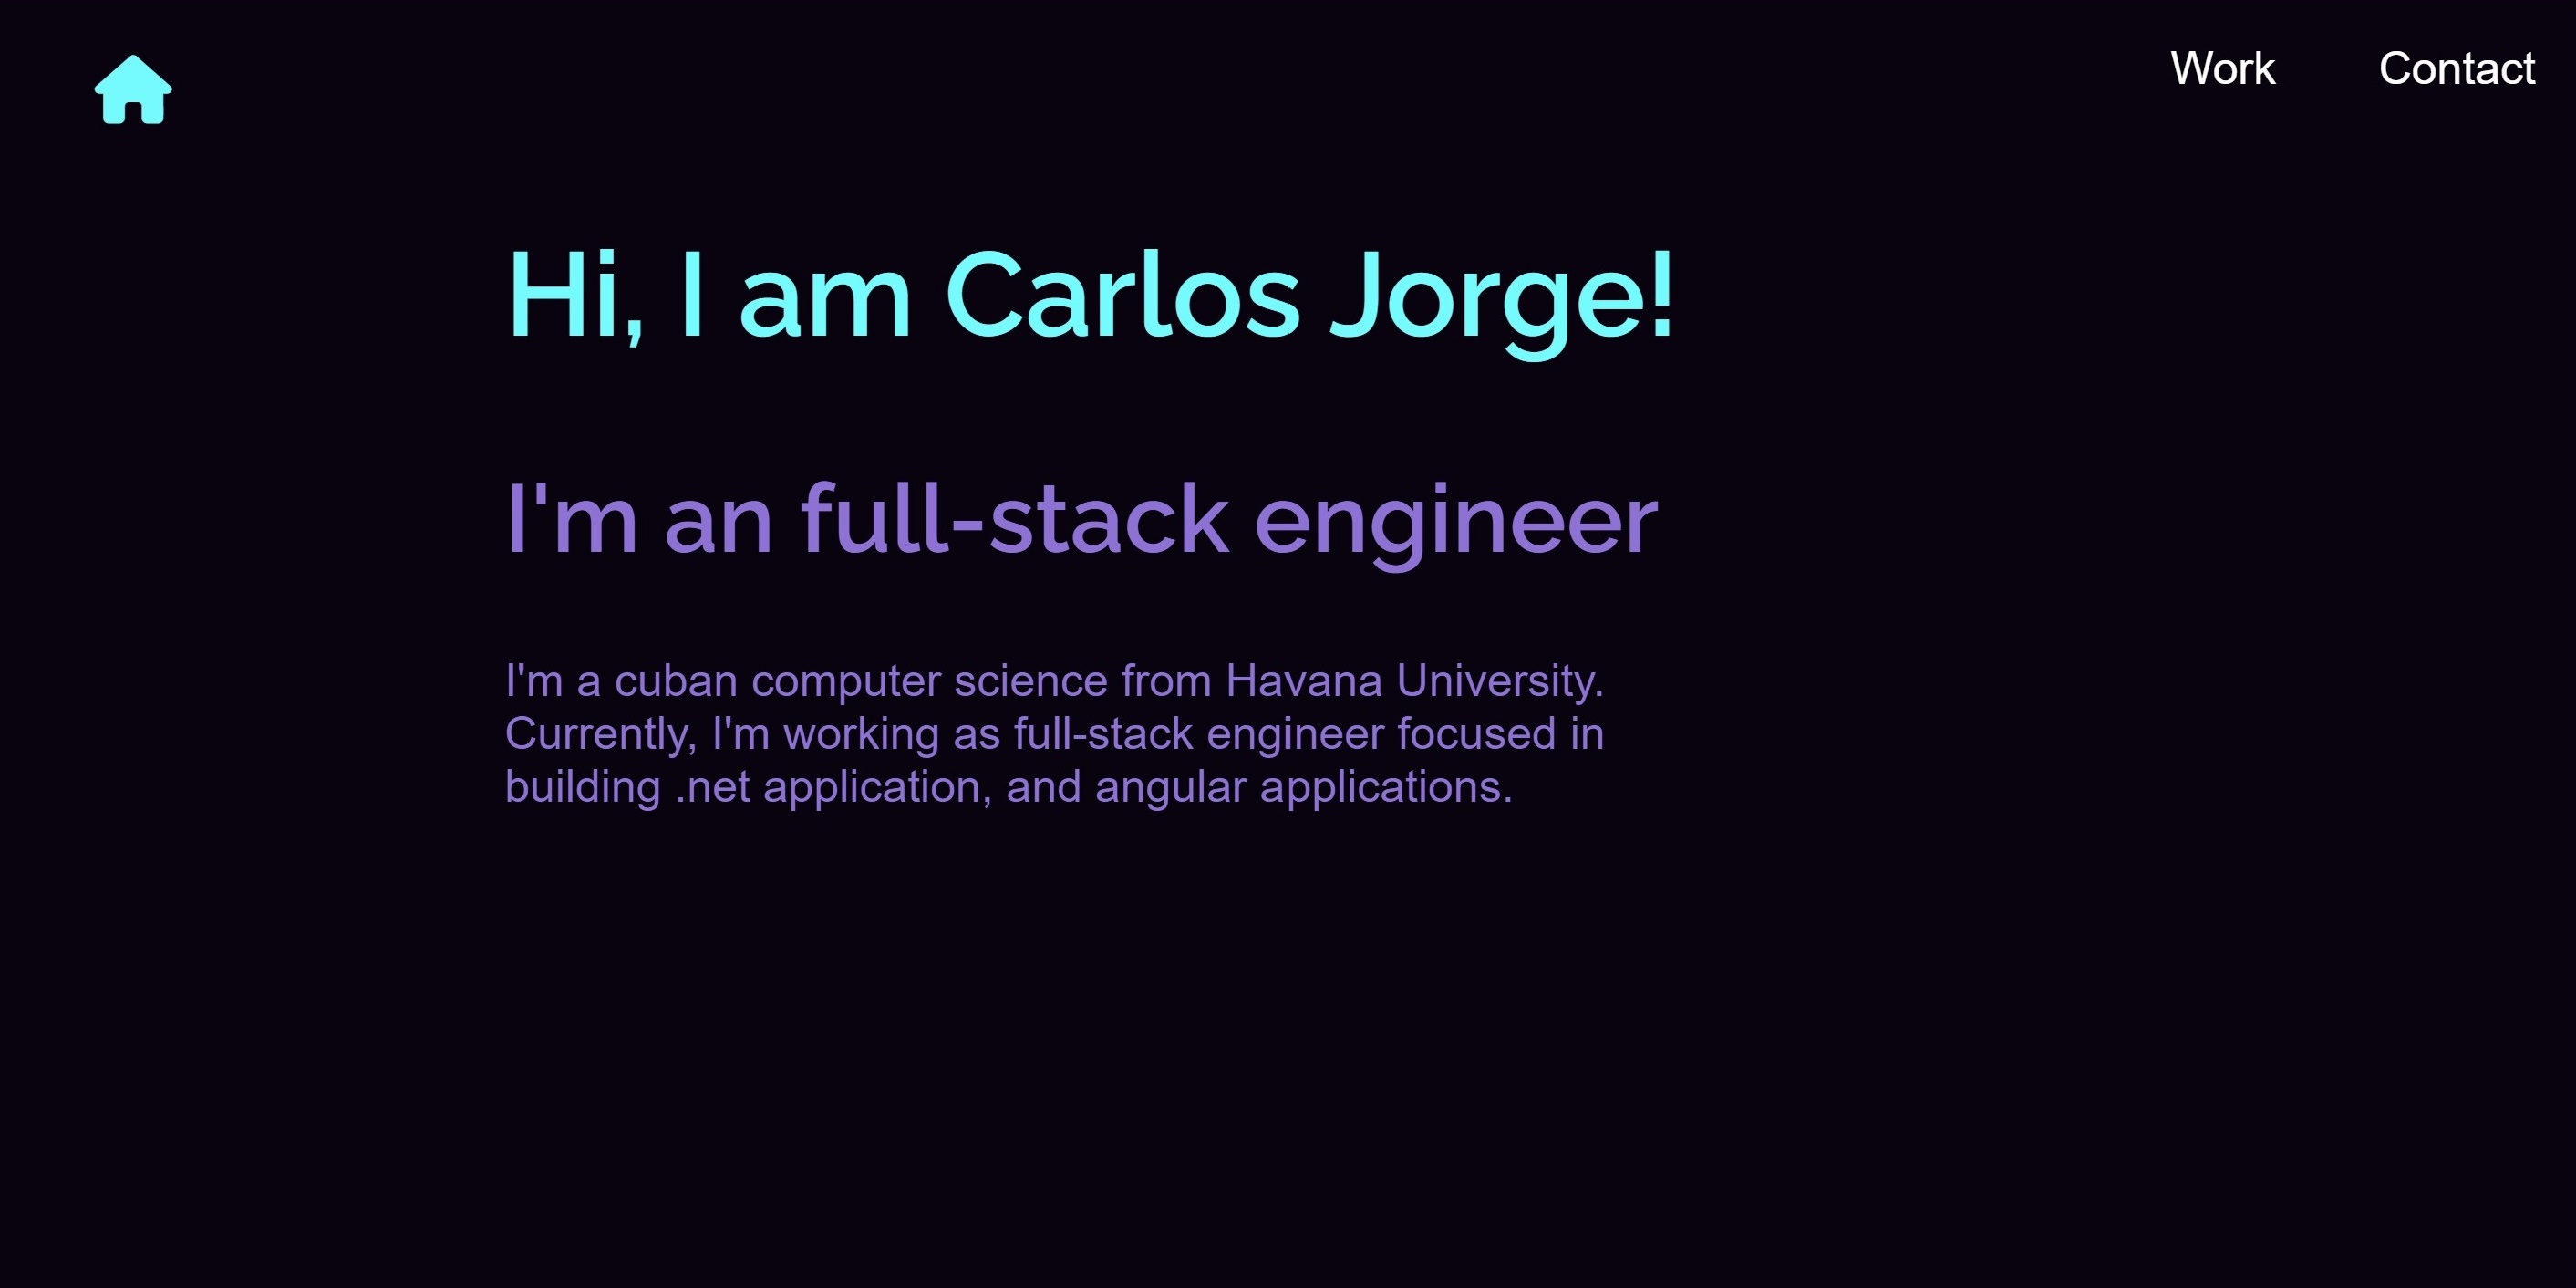 Work
Contact
Hi, I am Carlos Jorge!
I'm an full-stack engineer
I'm a cuban computer science from Havana University.
Currently, I'm working as full-stack engineer focused in
building .net application, and angular applications.